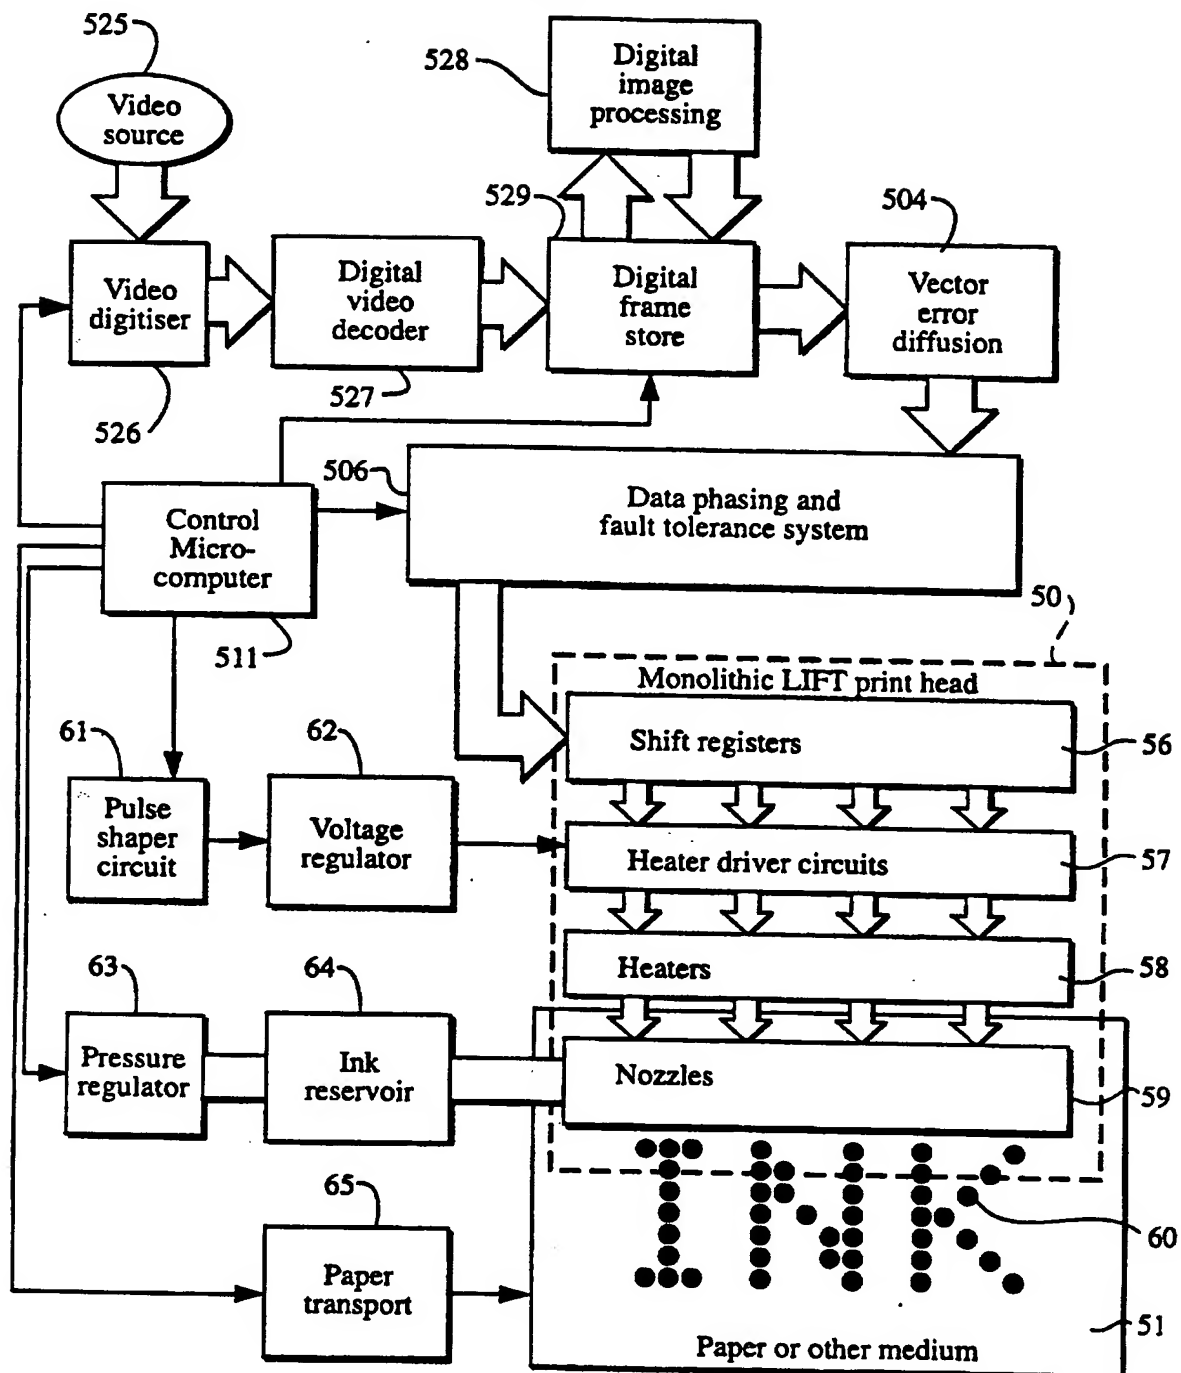 525
Video
source
528
Digital
image
processing
529
504
Video
digitiser
Digital
video
decoder
Digital
frame
store
Vector
error
diffusion
526
527
506
Control
Micro-
computer
Data phasing and
fault tolerance system
511
50
Monolithic LIFT print head
61
62
Shift registers
56
Pulse
shaper
circuit
Voltage
regulator
Heater driver circuits
57
63
64
Heaters
58
Pressure
regulator
Ink
reservoir
Nozzles
59
65
INK
60
Paper
transport
51
Paper or other medium